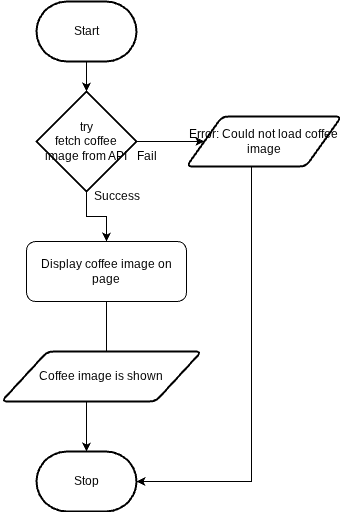 Start
try
fetch coffee
image from API
Fail
Error: Could not load coffee
image
Success
Display coffee image on
page
Coffee image is shown
Stop